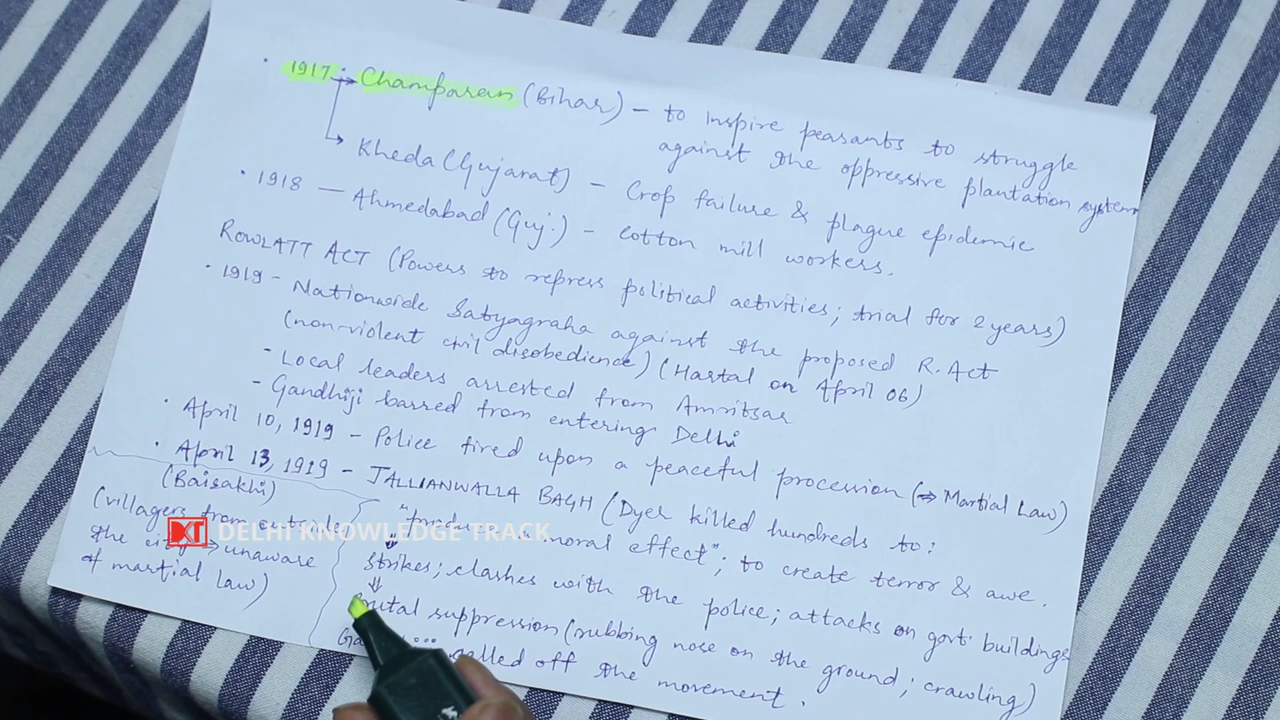 • 1917 → Champaran (Bihar) – to inspire peasants to struggle
against the oppressive plantation system
→ Kheda (Gujarat) – Crop failure & plague epidemic
• 1918 — Ahmedabad (Guj.) – cotton mill workers.
ROWLATT ACT (Powers to repress political activities; trial for 2 years)
• 1919 – Nationwide Satyagraha against the proposed R. Act
(non-violent civil disobedience) (Hartal on April 06)
- Local leaders arrested from Amritsar
- Gandhiji barred from entering Delhi
• April 10, 1919 – Police fired upon a peaceful procession (⇒ Martial Law)
• April 13, 1919 – JALLIANWALLA BAGH (Dyer killed hundreds to:
(Baisakhi)
(villagers from outside
the → unaware
of martial law)
moral effect"; to create terror & awe.
Strikes; clashes with the police; attacks on govt. buildings
⇓
Brutal suppression (rubbing nose on the ground; crawling)
called off the movement.
DKT DELHI KNOWLEDGE TRACK